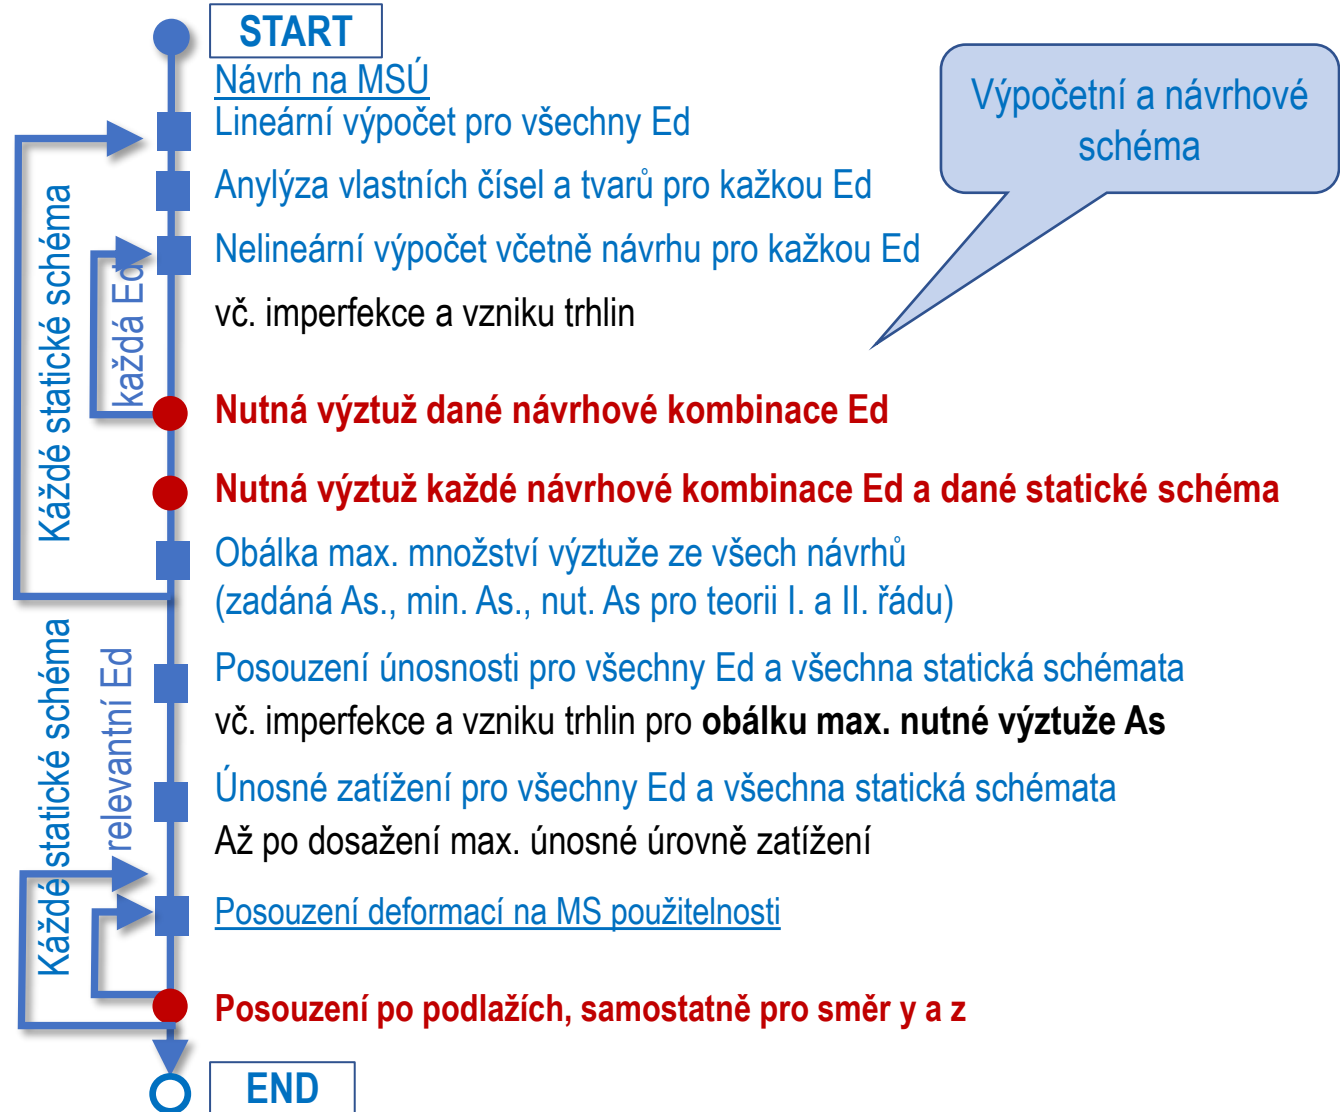 START
Návrh na MSÚ
Lineární výpočet pro všechny Ed
Anylýza vlastních čísel a tvarů pro kažkou Ed
Nelineární výpočet včetně návrhu pro kažkou Ed
vč. imperfekce a vzniku trhlin
Nutná výztuž dané návrhové kombinace Ed
Nutná výztuž každé návrhové kombinace Ed a dané statické schéma
Obálka max. množství výztuže ze všech návrhů
(zadáná As., min. As., nut. As pro teorii I. a II. řádu)
Posouzení únosnosti pro všechny Ed a všechna statická schémata
vč. imperfekce a vzniku trhlin pro obálku max. nutné výztuže As
Únosné zatížení pro všechny Ed a všechna statická schémata
Až po dosažení max. únosné úrovně zatížení
Posouzení deformací na MS použitelnosti
Posouzení po podlažích, samostatně pro směr y a z
END
Výpočetní a návrhové
schéma
Kážde statické schéma
každá Ed
Káždé statické schéma
relevantní Ed